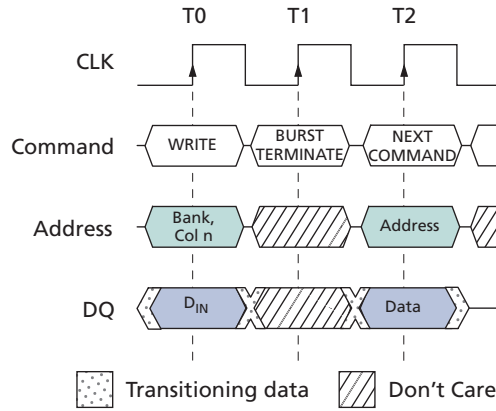 T0 T1 T2
CLK
Command WRITE BURST TERMINATE NEXT COMMAND
Address Bank, Col n Address
DQ DIN Data
Transitioning data Don't Care